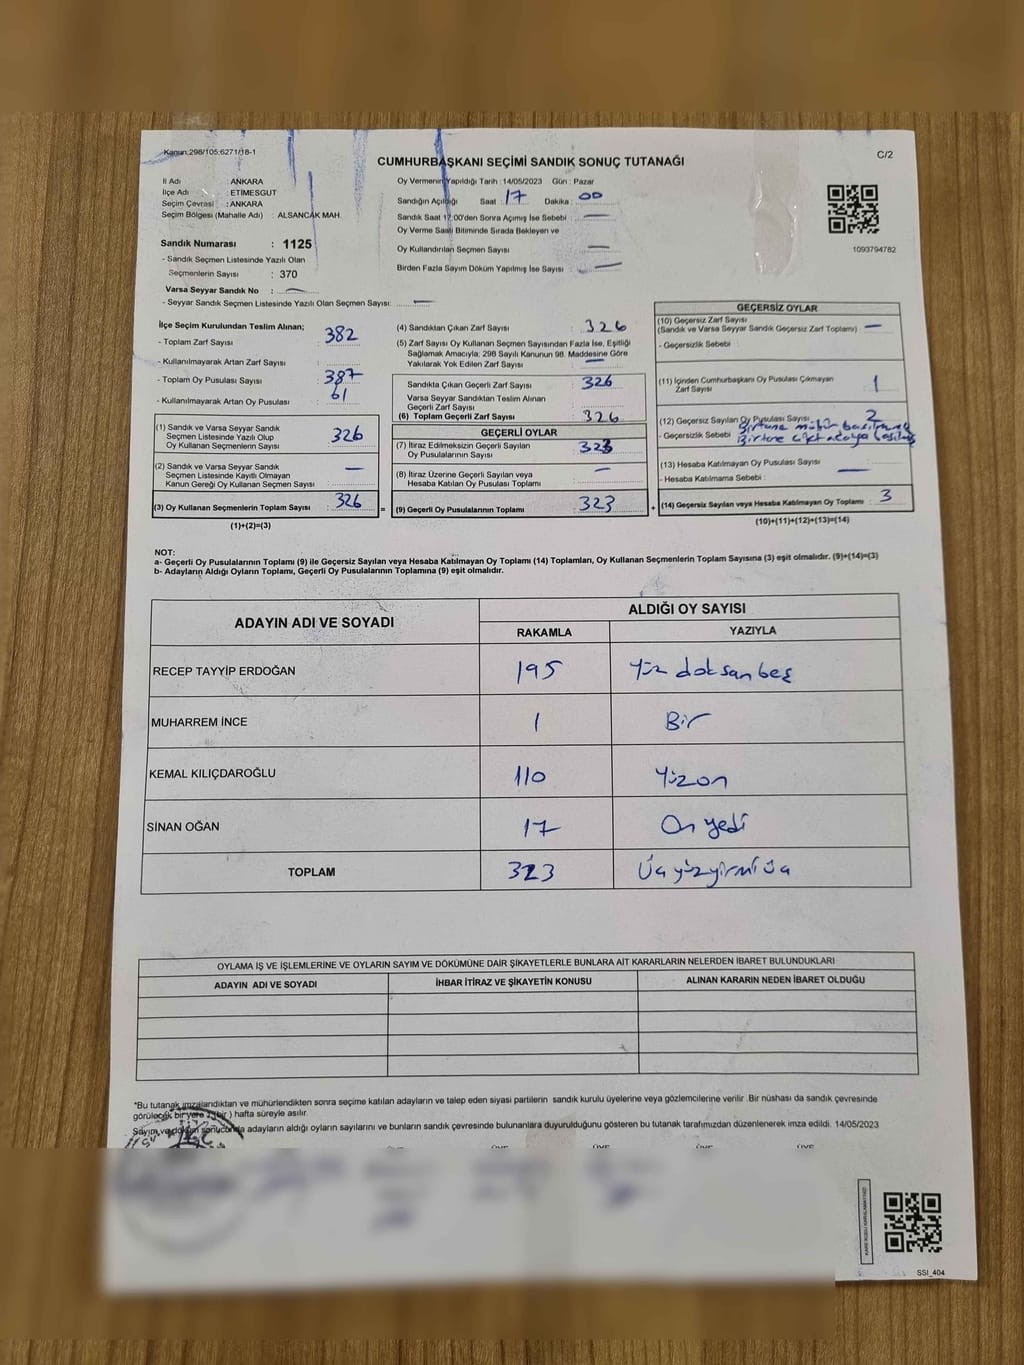 Kanun:298/105,6271/18-1
CUMHURBAŞKANI SEÇİMİ SANDIK SONUÇ TUTANAĞI
C/2
İl Adı : ANKARA
İlçe Adı : ETİMESGUT
Seçim Çevresi : ANKARA
Seçim Bölgesi (Mahalle Adı) : ALSANCAK MAH.
Sandık Numarası : 1125
- Sandık Seçmen Listesinde Yazılı Olan
Seçmenlerin Sayısı : 370
Varsa Seyyar Sandık No : —
- Seyyar Sandık Seçmen Listesinde Yazılı Olan Seçmen Sayısı: —
Oy Vermenin Yapıldığı Tarih :14/05/2023 Gün : Pazar
Sandığın Açıldığı Saat : 17 Dakika : 00
Sandık Saat 17:00'den Sonra Açımış İse Sebebi : —
Oy Verme Saati Bitiminde Sırada Bekleyen ve
Oy Kullandırılan Seçmen Sayısı : —
Birden Fazla Sayım Döküm Yapılmış İse Sayısı : —
1093794782
İlçe Seçim Kurulundan Teslim Alınan;
- Toplam Zarf Sayısı : 382
- Kullanılmayarak Artan Zarf Sayısı :
- Toplam Oy Pusulası Sayısı : 387
- Kullanılmayarak Artan Oy Pusulası : 61
(1) Sandık ve Varsa Seyyar Sandık
Seçmen Listesinde Yazılı Olup
Oy Kullanan Seçmenlerin Sayısı : 326
(2) Sandık ve Varsa Seyyar Sandık
Seçmen Listesinde Kayıtlı Olmayan
Kanun Gereği Oy Kullanan Seçmen Sayısı : —
(3) Oy Kullanan Seçmenlerin Toplam Sayısı : 326
(1)+(2)=(3)
(4) Sandıktan Çıkan Zarf Sayısı : 326
(5) Zarf Sayısı Oy Kullanan Seçmen Sayısından Fazla İse, Eşitliği
Sağlamak Amacıyla; 298 Sayılı Kanunun 98. Maddesine Göre
Yakılarak Yok Edilen Zarf Sayısı : —
Sandıkta Çıkan Geçerli Zarf Sayısı : 326
Varsa Seyyar Sandıktan Teslim Alınan
Geçerli Zarf Sayısı :
(6) Toplam Geçerli Zarf Sayısı : 326
GEÇERLİ OYLAR
(7) İtiraz Edilmeksizin Geçerli Sayılan
Oy Pusulalarının Sayısı : 323
(8) İtiraz Üzerine Geçerli Sayılan veya
Hesaba Katılan Oy Pusulası Toplamı : —
= (9) Geçerli Oy Pusulalarının Toplamı : 323
GEÇERSİZ OYLAR
(10) Geçersiz Zarf Sayısı
(Sandık ve Varsa Seyyar Sandık Geçersiz Zarf Toplamı) : —
- Geçersizlik Sebebi :
(11) İçinden Cumhurbaşkanı Oy Pusulası Çıkmayan
Zarf Sayısı : 1
(12) Geçersiz Sayılan Oy Pusulası Sayısı : 2
- Geçersizlik Sebebi : Birtane mühür basılmamış
Birtane çift adaya basılmış
(13) Hesaba Katılmayan Oy Pusulası Sayısı : —
- Hesaba Katılmama Sebebi :
+ (14) Geçersiz Sayılan veya Hesaba Katılmayan Oy Toplamı : 3
(10)+(11)+(12)+(13)=(14)
NOT:
a- Geçerli Oy Pusulalarının Toplamı (9) ile Geçersiz Sayılan veya Hesaba Katılmayan Oy Toplamı (14) Toplamları, Oy Kullanan Seçmenlerin Toplam Sayısına (3) eşit olmalıdır. (9)+(14)=(3)
b- Adayların Aldığı Oyların Toplamı, Geçerli Oy Pusulalarının Toplamına (9) eşit olmalıdır.
ADAYIN ADI VE SOYADI
ALDIĞI OY SAYISI
RAKAMLA YAZIYLA
RECEP TAYYİP ERDOĞAN 195 Yüz doksan beş
MUHARREM İNCE 1 Bir
KEMAL KILIÇDAROĞLU 110 Yüzon
SİNAN OĞAN 17 On yedi
TOPLAM 323 Üçyüzyirmiüç
OYLAMA İŞ VE İŞLEMLERİNE VE OYLARIN SAYIM VE DÖKÜMÜNE DAİR ŞİKAYETLERLE BUNLARA AİT KARARLARIN NELERDEN İBARET BULUNDUKLARI
ADAYIN ADI VE SOYADI İHBAR İTİRAZ VE ŞİKAYETİN KONUSU ALINAN KARARIN NEDEN İBARET OLDUĞU
*Bu tutanak imzalandıktan ve mühürlendikten sonra seçime katılan adayların ve talep eden siyasi partilerin sandık kurulu üyelerine veya gözlemcilerine verilir .Bir nüshası da sandık çevresinde
görülecek bir yere 1(bir ) hafta süreyle asılır.
Sayım ve döküm sonucunda adayların aldığı oyların sayılarını ve bunların sandık çevresinde bulunanlara duyurulduğunu gösteren bu tutanak tarafımızdan düzenlenerek imza edildi. 14/05/2023
SSİ_404